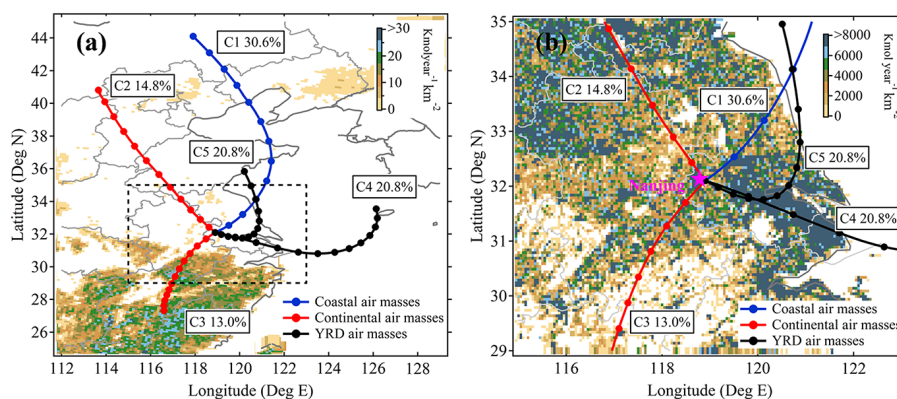 (a)
44
42
40
38
36
34
32
30
28
26
Latitude (Deg N)
112
114
116
118
120
122
124
126
128
Longitude (Deg E)
C1 30.6%
C2 14.8%
C5 20.8%
C4 20.8%
C3 13.0%
>30
20
10
0
Kmol year⁻¹ km⁻²
Coastal air masses
Continental air masses
YRD air masses
(b)
35
34
33
32
31
30
29
Latitude (Deg N)
116
118
120
122
Longitude (Deg E)
C2 14.8%
C1 30.6%
C5 20.8%
C4 20.8%
C3 13.0%
Nanjing
>8000
6000
4000
2000
0
Kmol year⁻¹ km⁻²
Coastal air masses
Continental air masses
YRD air masses